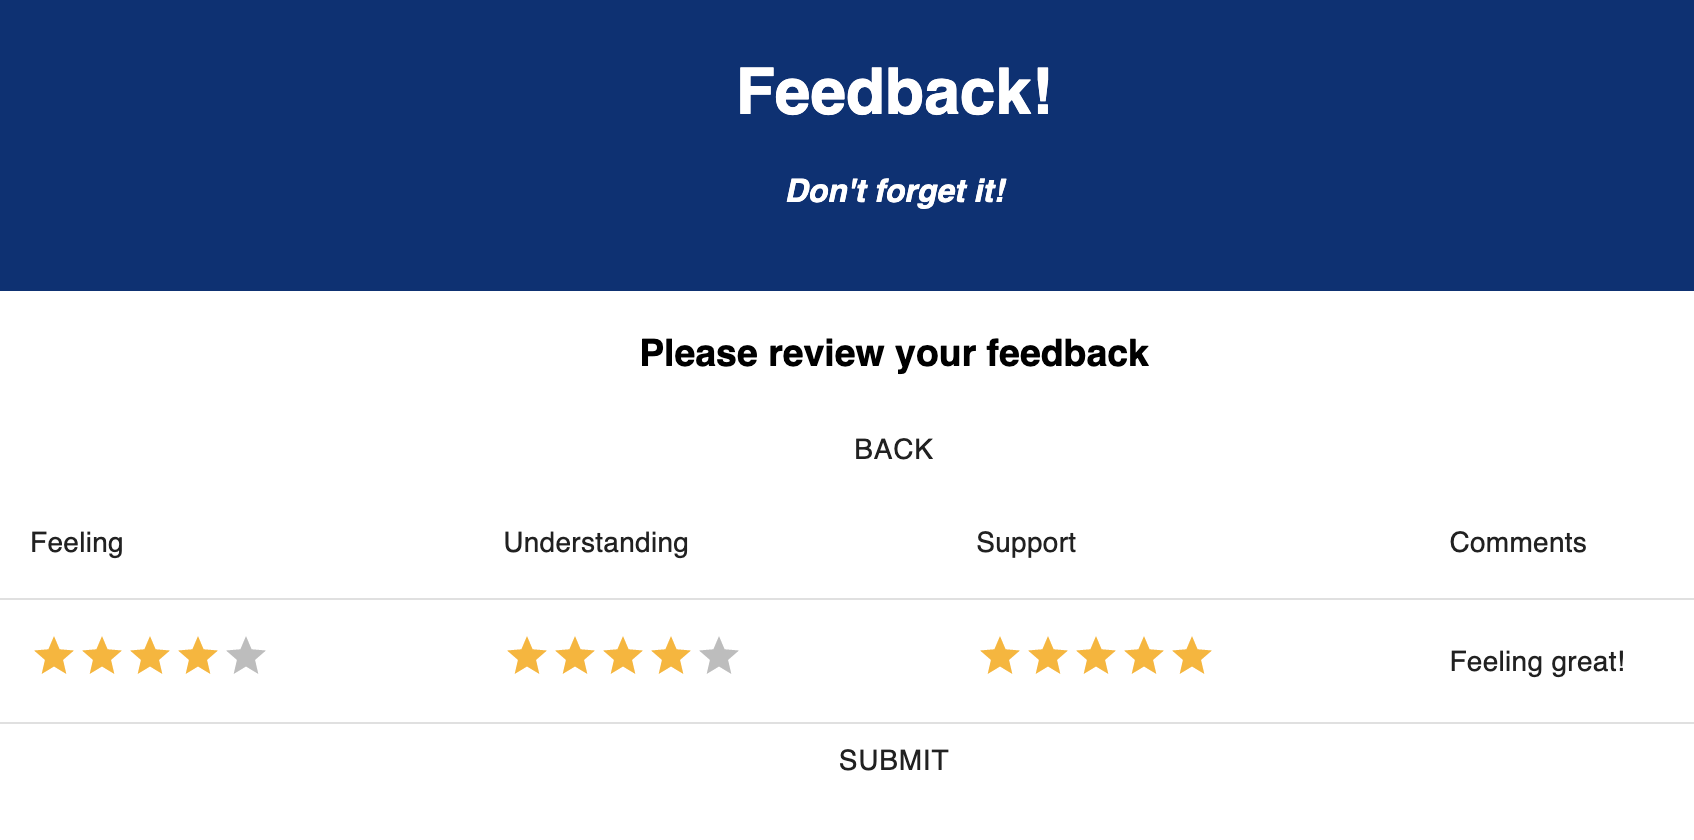 Feedback!
Don't forget it!
Please review your feedback
BACK
Feeling Understanding Support Comments
Feeling great!
SUBMIT